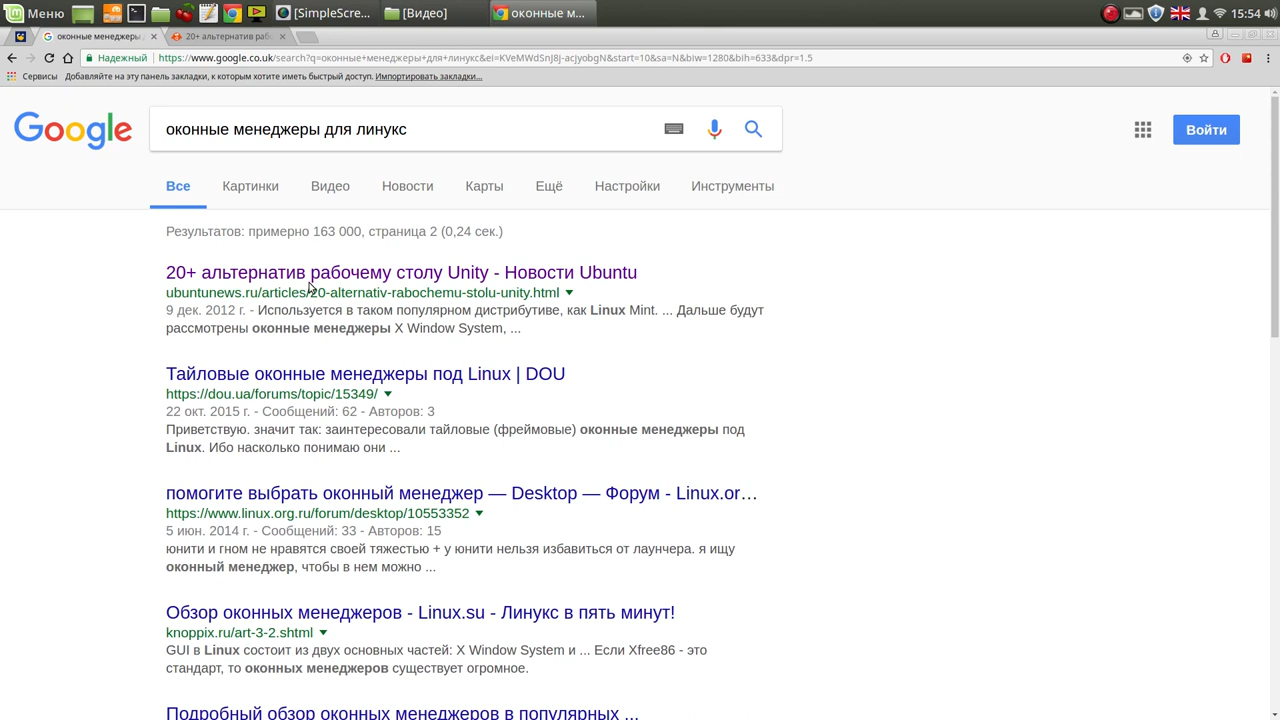 Меню [SimpleScre... [Видео] оконные м... 15:54
оконные менеджеры 20+ альтернатив рабо
Надежный https://www.google.co.uk/search?q=оконные+менеджеры+для+линукс&ei=KVeMWdSnJ8j-acjyobgN&start=10&sa=N&biw=1280&bih=633&dpr=1.5
Сервисы Добавляйте на эту панель закладки, к которым хотите иметь быстрый доступ. Импортировать закладки...
Google оконные менеджеры для линукс Войти
Все Картинки Видео Новости Карты Ещё Настройки Инструменты
Результатов: примерно 163 000, страница 2 (0,24 сек.)
20+ альтернатив рабочему столу Unity - Новости Ubuntu
ubuntunews.ru/articles/20-alternativ-rabochemu-stolu-unity.html
9 дек. 2012 г. - Используется в таком популярном дистрибутиве, как Linux Mint. ... Дальше будут
рассмотрены оконные менеджеры X Window System, ...
Тайловые оконные менеджеры под Linux | DOU
https://dou.ua/forums/topic/15349/
22 окт. 2015 г. - Сообщений: 62 - Авторов: 3
Приветствую. значит так: заинтересовали тайловые (фреймовые) оконные менеджеры под
Linux. Ибо насколько понимаю они ...
помогите выбрать оконный менеджер — Desktop — Форум - Linux.or...
https://www.linux.org.ru/forum/desktop/10553352
5 июн. 2014 г. - Сообщений: 33 - Авторов: 15
юнити и гном не нравятся своей тяжестью + у юнити нельзя избавиться от лаунчера. я ищу
оконный менеджер, чтобы в нем можно ...
Обзор оконных менеджеров - Linux.su - Линукс в пять минут!
knoppix.ru/art-3-2.shtml
GUI в Linux состоит из двух основных частей: X Window System и ... Если Xfree86 - это
стандарт, то оконных менеджеров существует огромное.
Подробный обзор оконных менеджеров в популярных ...